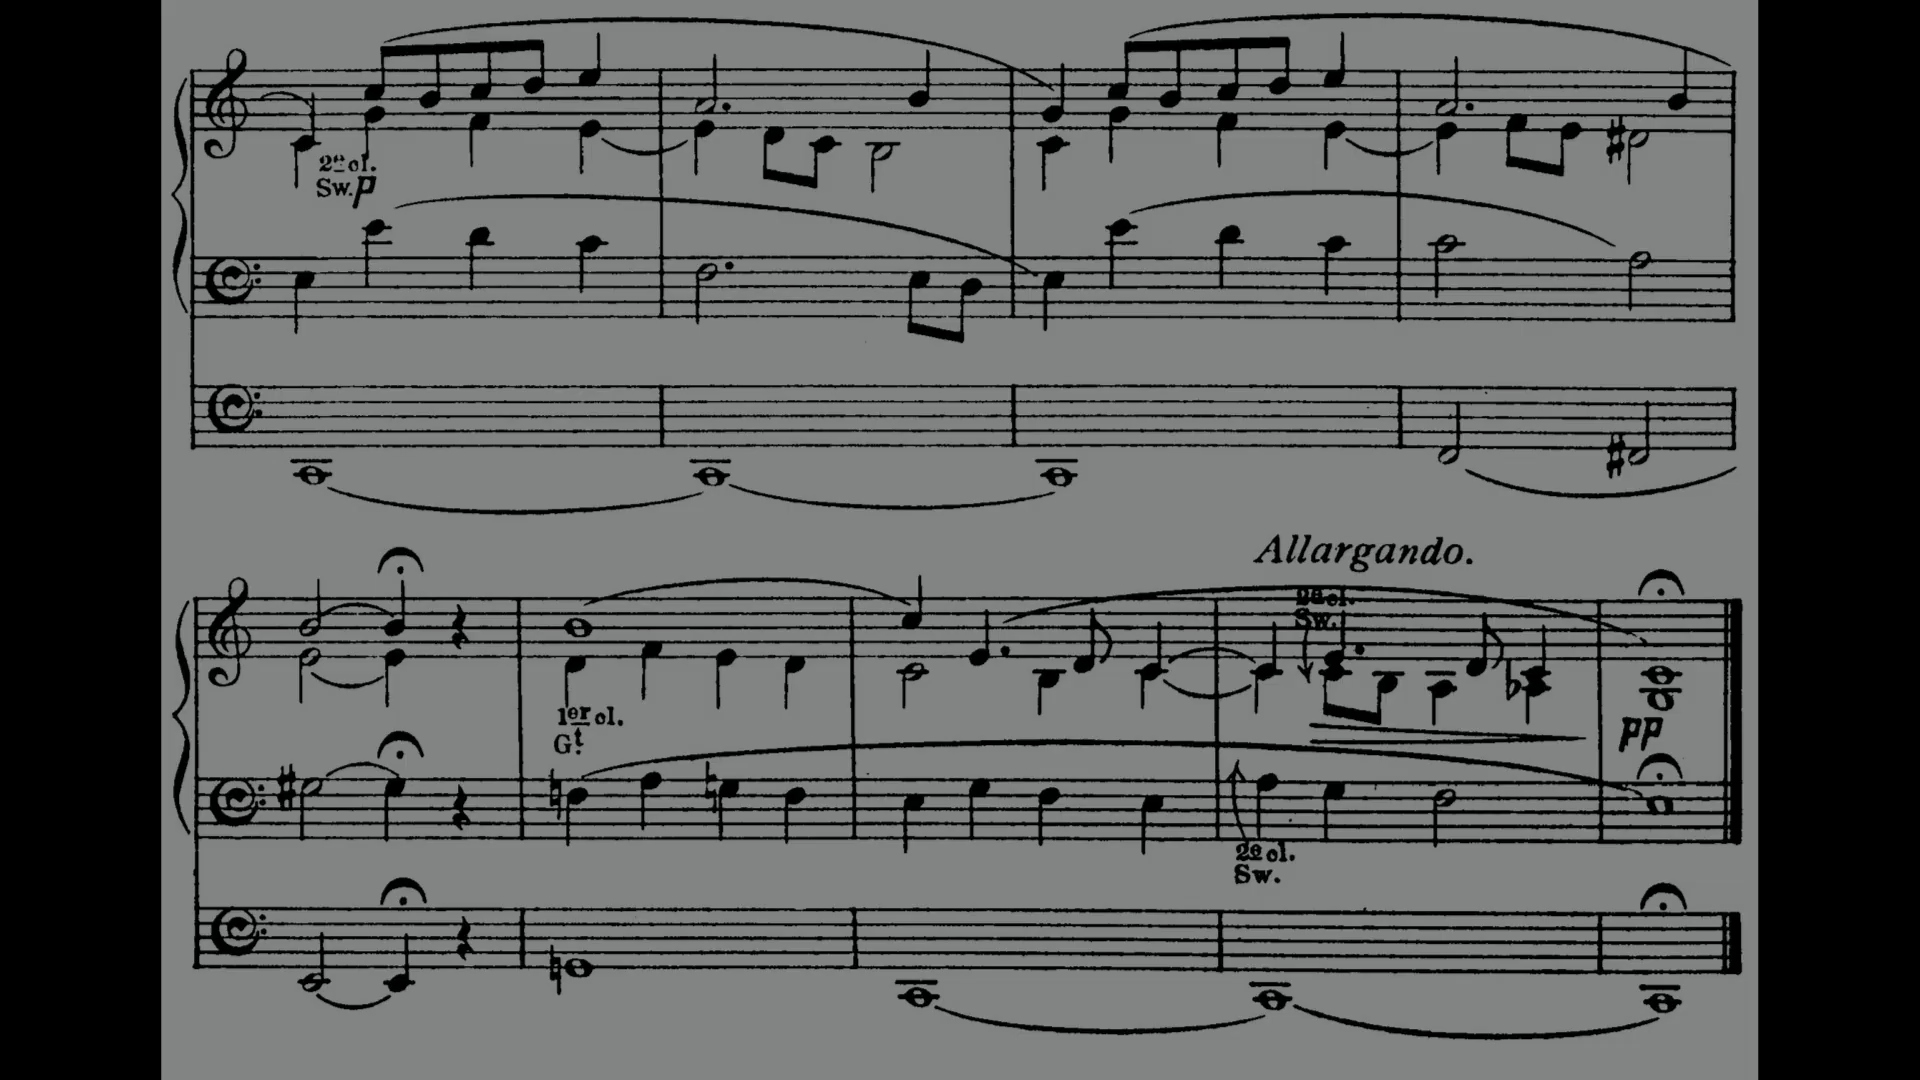 2e cl.
Sw. p
Allargando.
2e cl.
Sw.
1er cl.
Gt.
pp
2e cl.
Sw.